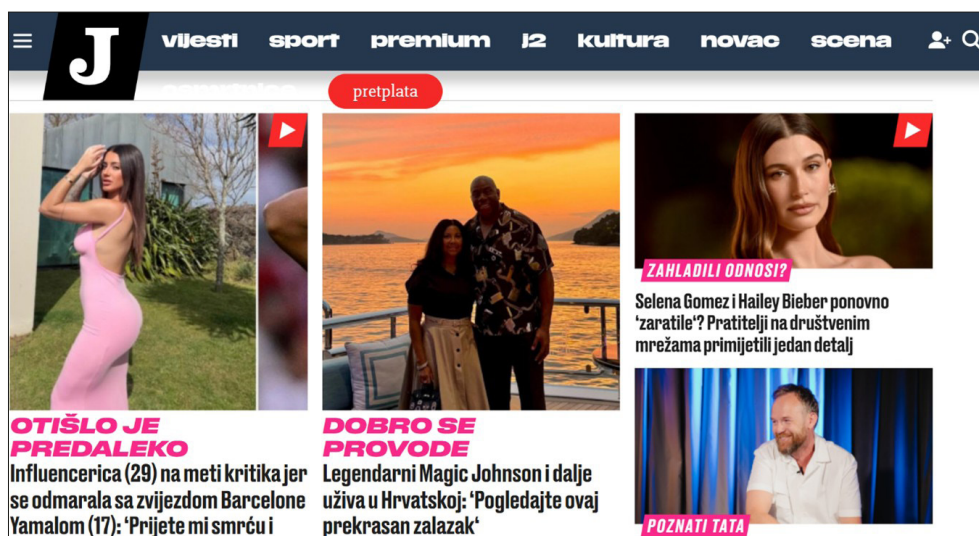 J
vijesti sport premium j2 kultura novac scena
pretplata
OTIŠLO JE
PREDALEKO
Influencerica (29) na meti kritika jer
se odmarala sa zvijezdom Barcelone
Yamalom (17): ‘Prijete mi smrću i
DOBRO SE
PROVODE
Legendarni Magic Johnson i dalje
uživa u Hrvatskoj: ‘Pogledajte ovaj
prekrasan zalazak‘
ZAHLADILI ODNOSI?
Selena Gomez i Hailey Bieber ponovno
‘zaratile‘? Pratitelji na društvenim
mrežama primijetili jedan detalj
POZNATI TATA